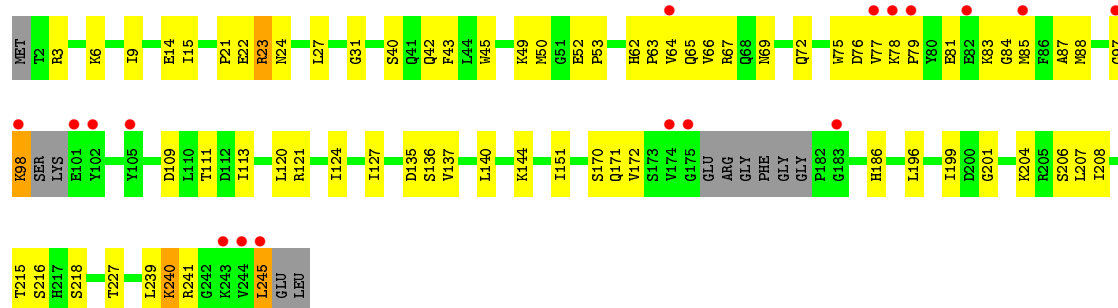 MET T2 R3 K6 I9 E14 I15 P21 E22 R23 N24 L27 G31 S40 Q41 Q42 F43 L44 W45 K49 M50 G51 E52 P53 H62 P63 V64 Q65 V66 R67 Q68 N69 Q72 W75 D76 V77 K78 P79 Y80 E81 E82 K83 G84 M85 F86 A87 M88 G97
K98 SER LYS E101 Y102 Y105 D109 L110 T111 D112 I113 L120 R121 I124 I127 D135 S136 V137 L140 K144 I151 S170 Q171 V172 S173 V174 G175 GLU ARG GLY PHE GLY GLY P182 G183 H186 L196 I199 D200 G201 K204 R205 S206 L207 I208
T215 S216 H217 S218 T227 L239 K240 R241 G242 K243 V244 L245 GLU LEU